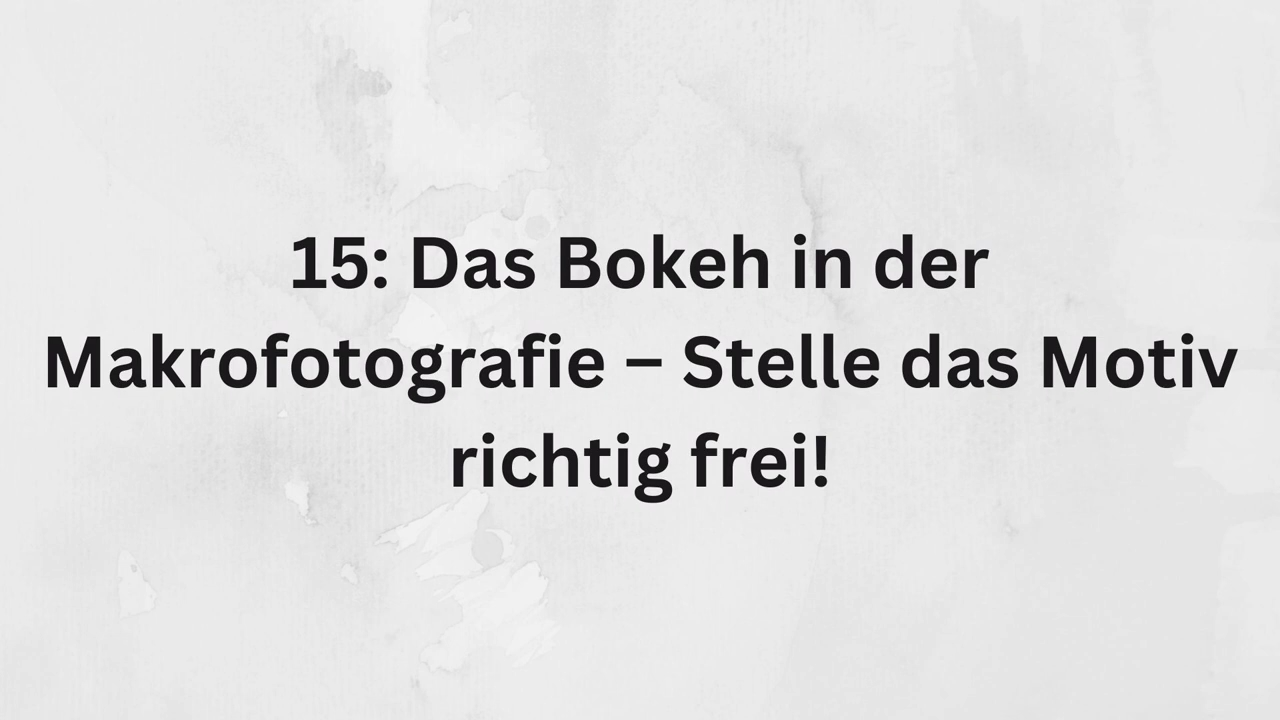 15: Das Bokeh in der
Makrofotografie – Stelle das Motiv
richtig frei!